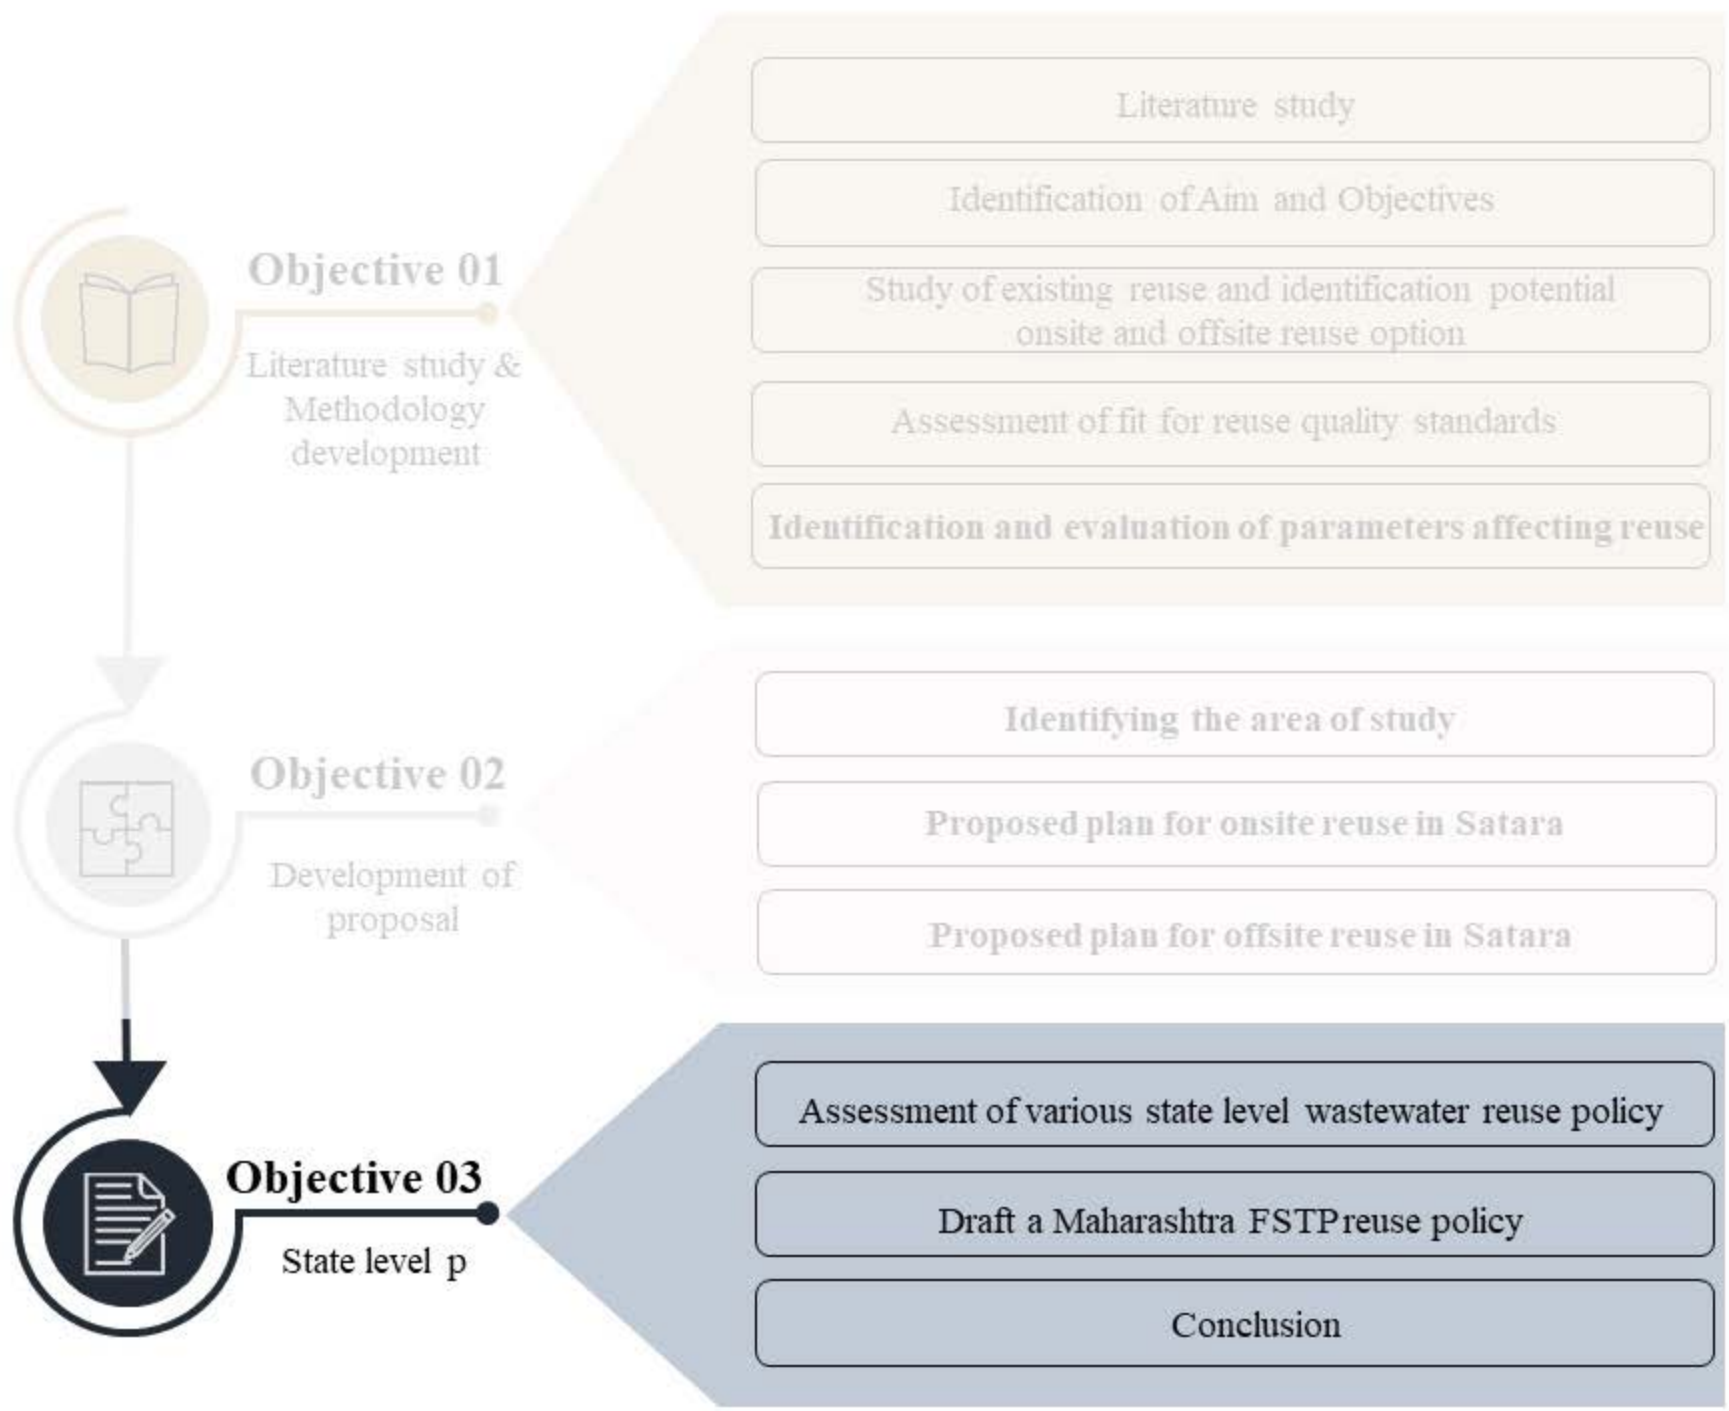 Objective 01
Literature study &
Methodology
development
Literature study
Identification of Aim and Objectives
Study of existing reuse and identification potential
onsite and offsite reuse option
Assessment of fit for reuse quality standards
Identification and evaluation of parameters affecting reuse
Objective 02
Development of
proposal
Identifying the area of study
Proposed plan for onsite reuse in Satara
Proposed plan for offsite reuse in Satara
Objective 03
State level p
Assessment of various state level wastewater reuse policy
Draft a Maharashtra FSTP reuse policy
Conclusion